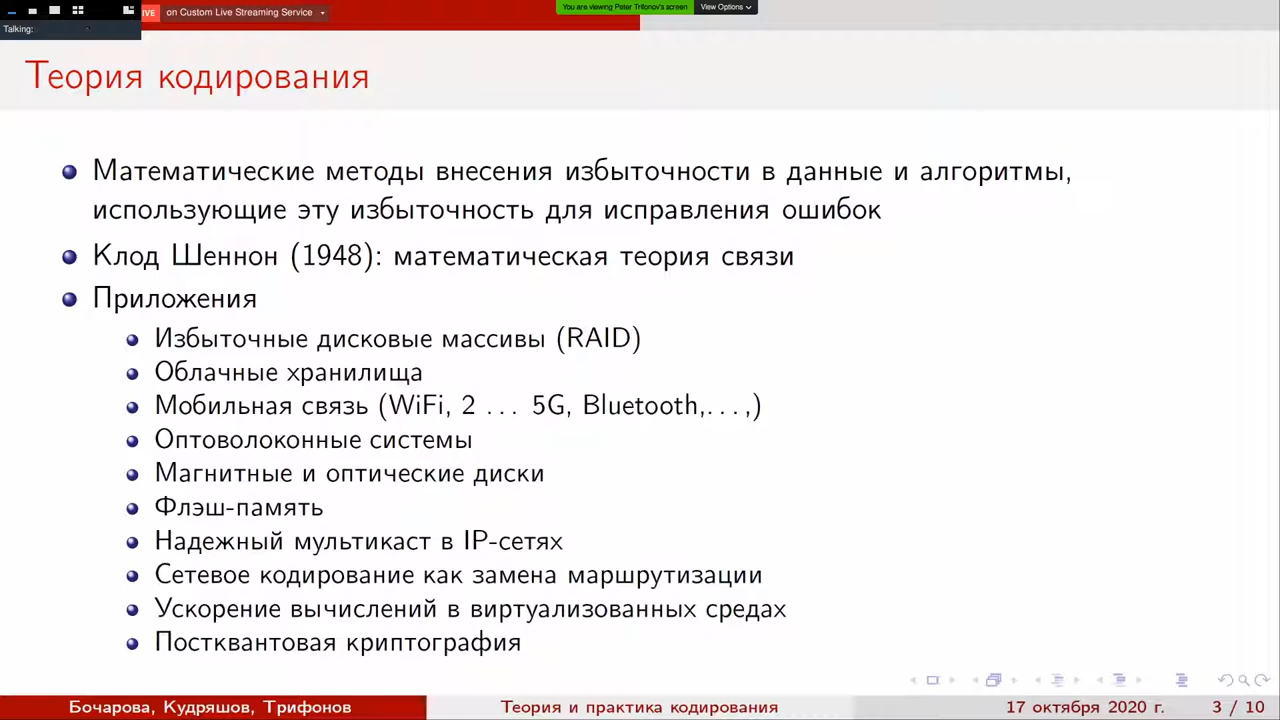 LIVE on Custom Live Streaming Service
You are viewing Peter Trifonov's screen View Options
Talking:
Теория кодирования
Математические методы внесения избыточности в данные и алгоритмы,
использующие эту избыточность для исправления ошибок
Клод Шеннон (1948): математическая теория связи
Приложения
Избыточные дисковые массивы (RAID)
Облачные хранилища
Мобильная связь (WiFi, 2 ... 5G, Bluetooth,...,)
Оптоволоконные системы
Магнитные и оптические диски
Флэш-память
Надежный мультикаст в IP-сетях
Сетевое кодирование как замена маршрутизации
Ускорение вычислений в виртуализованных средах
Постквантовая криптография
Бочарова, Кудряшов, Трифонов Теория и практика кодирования 17 октября 2020 г. 3 / 10